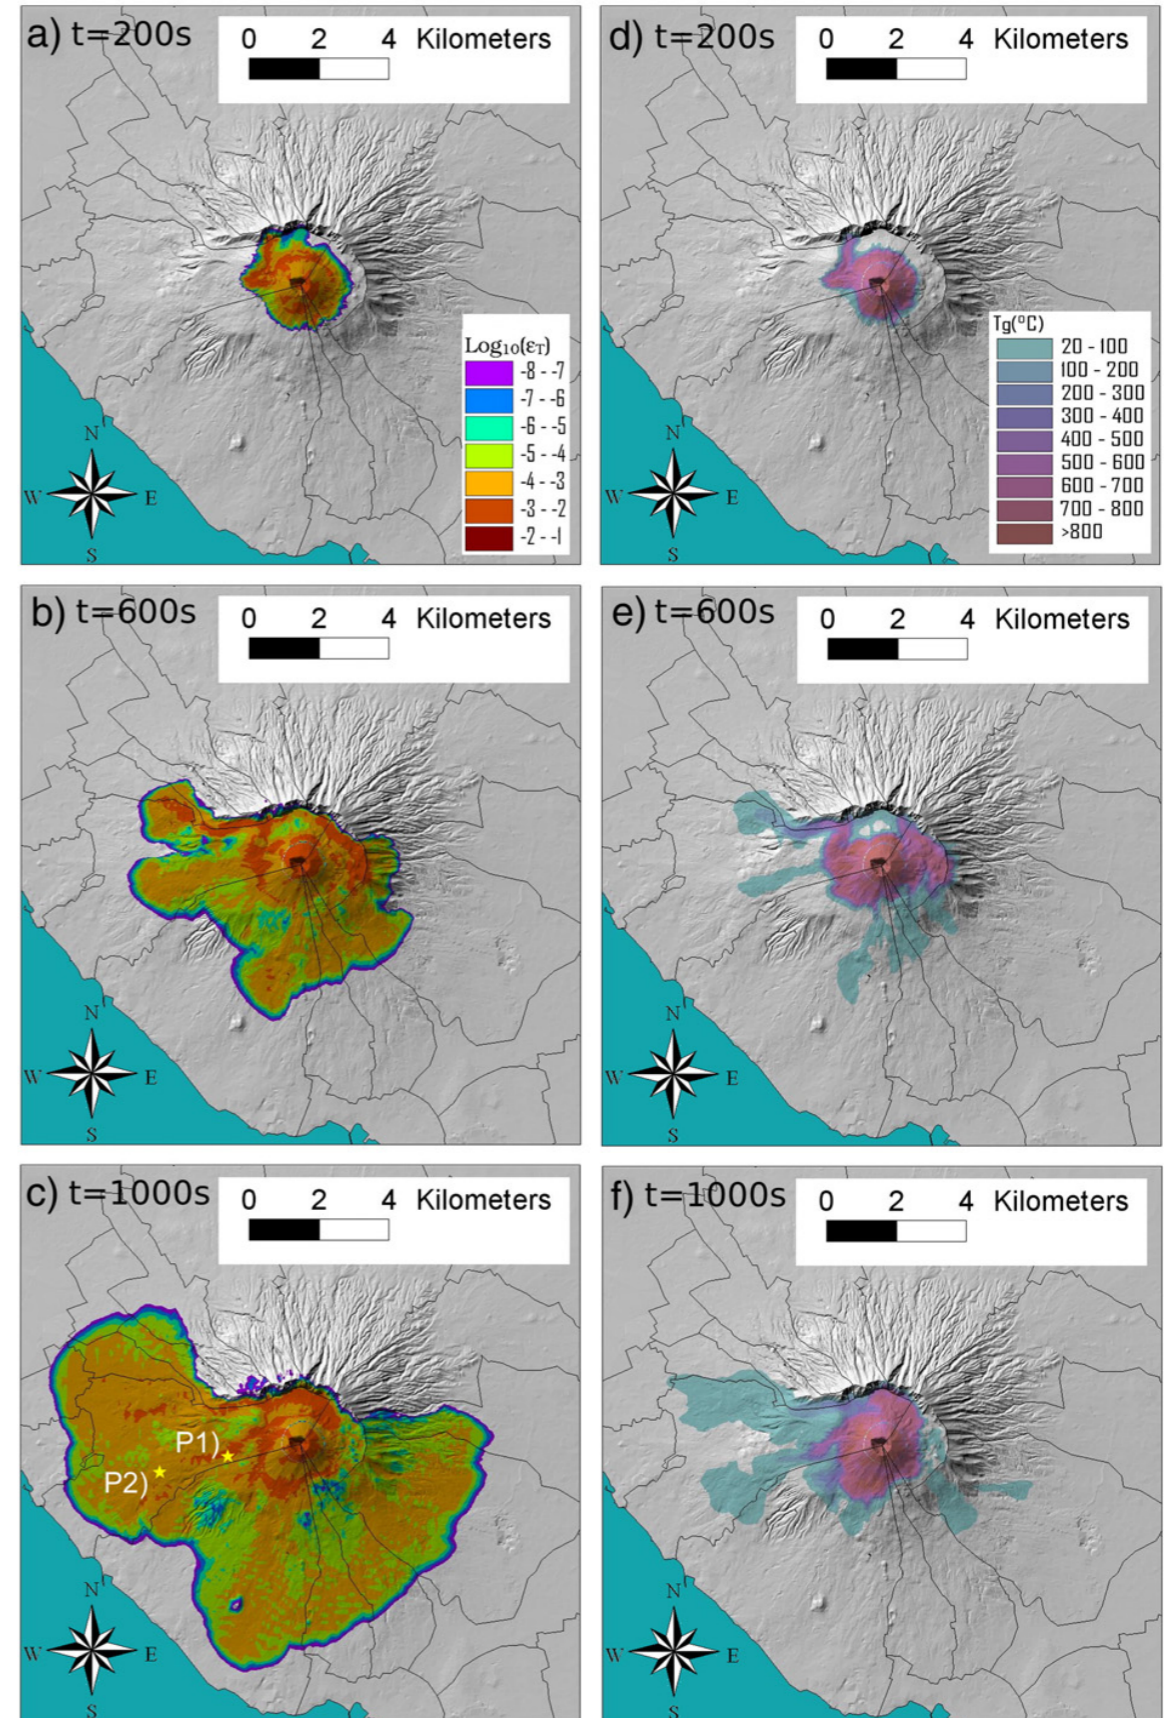 a) t=200s
0 2 4 Kilometers
Log₁₀(εT)
-8 - -7
-7 - -6
-6 - -5
-5 - -4
-4 - -3
-3 - -2
-2 - -1
N
W E
S
d) t=200s
0 2 4 Kilometers
Tg(°C)
20 - 100
100 - 200
200 - 300
300 - 400
400 - 500
500 - 600
600 - 700
700 - 800
>800
N
W E
S
b) t=600s
0 2 4 Kilometers
N
W E
S
e) t=600s
0 2 4 Kilometers
N
W E
S
c) t=1000s
0 2 4 Kilometers
P1)
P2)
N
W E
S
f) t=1000s
0 2 4 Kilometers
N
W E
S